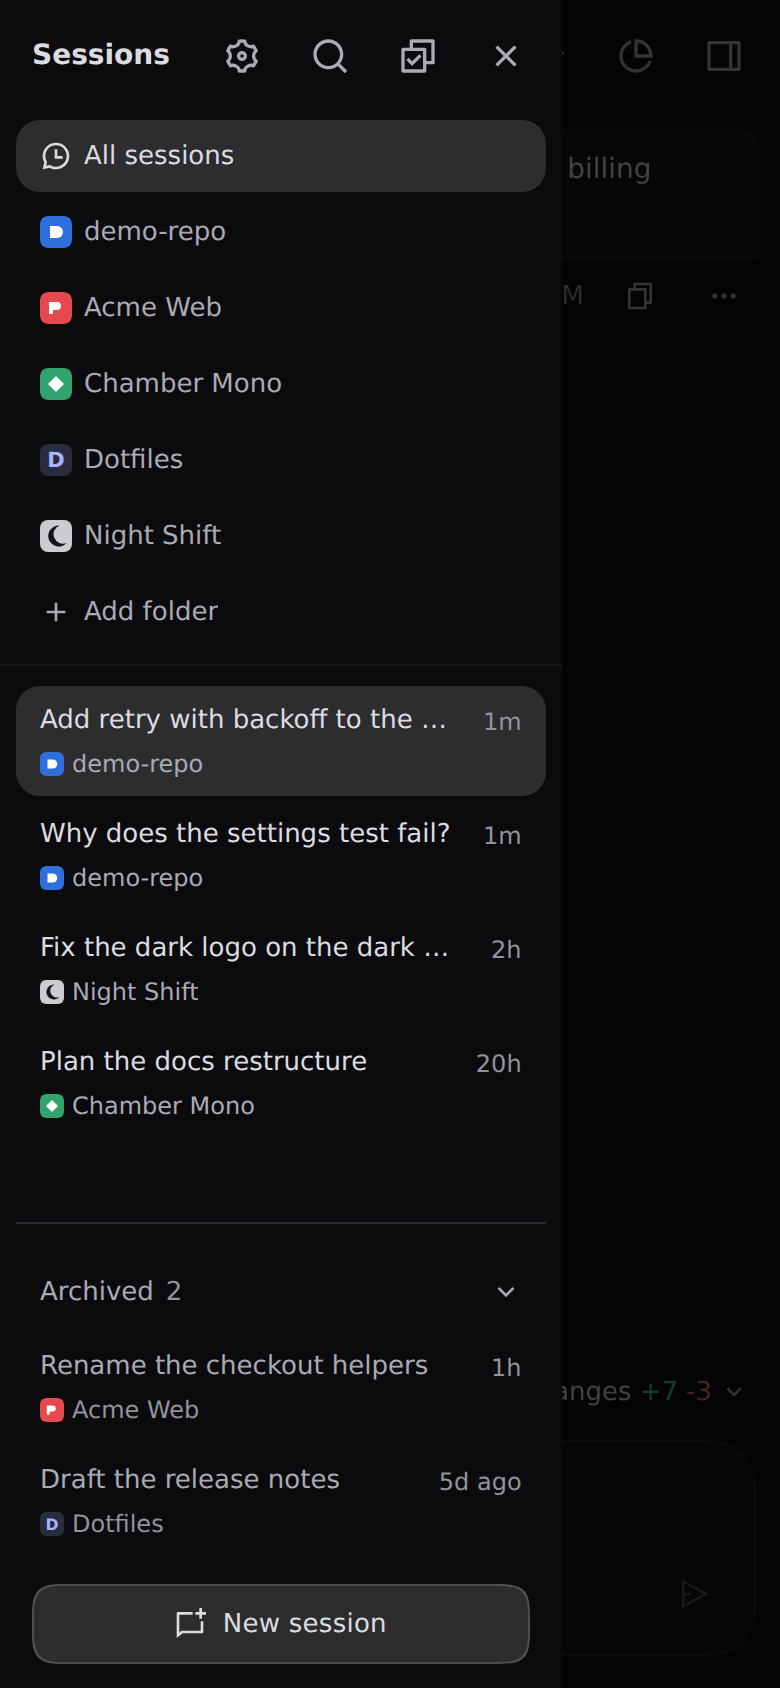 Sessions
All sessions
demo-repo
Acme Web
Chamber Mono
D Dotfiles
Night Shift
Add folder
Add retry with backoff to the … 1m
demo-repo
Why does the settings test fail? 1m
demo-repo
Fix the dark logo on the dark … 2h
Night Shift
Plan the docs restructure 20h
Chamber Mono
Archived 2
Rename the checkout helpers 1h
Acme Web
Draft the release notes 5d ago
D Dotfiles
New session
billing
M
anges +7 -3